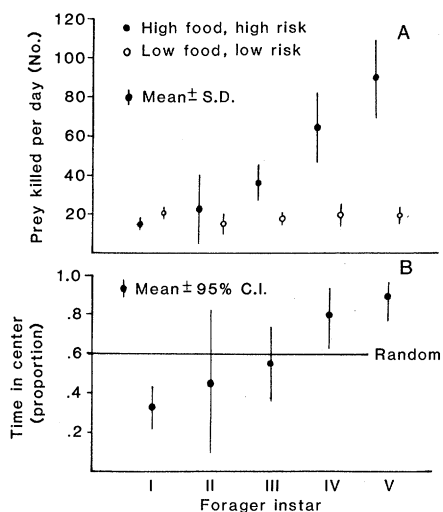 A
High food, high risk
Low food, low risk
Mean ± S.D.
Prey killed per day (No.)
120
100
80
60
40
20
B
Mean ± 95% C.I.
Random
Time in center
(proportion)
1.0
.8
.6
.4
.2
I II III IV V
Forager instar